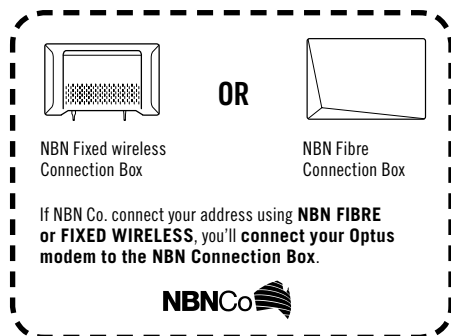 OR
NBN Fixed wireless
Connection Box
NBN Fibre
Connection Box
If NBN Co. connect your address using NBN FIBRE
or FIXED WIRELESS, you’ll connect your Optus
modem to the NBN Connection Box.
NBNCo